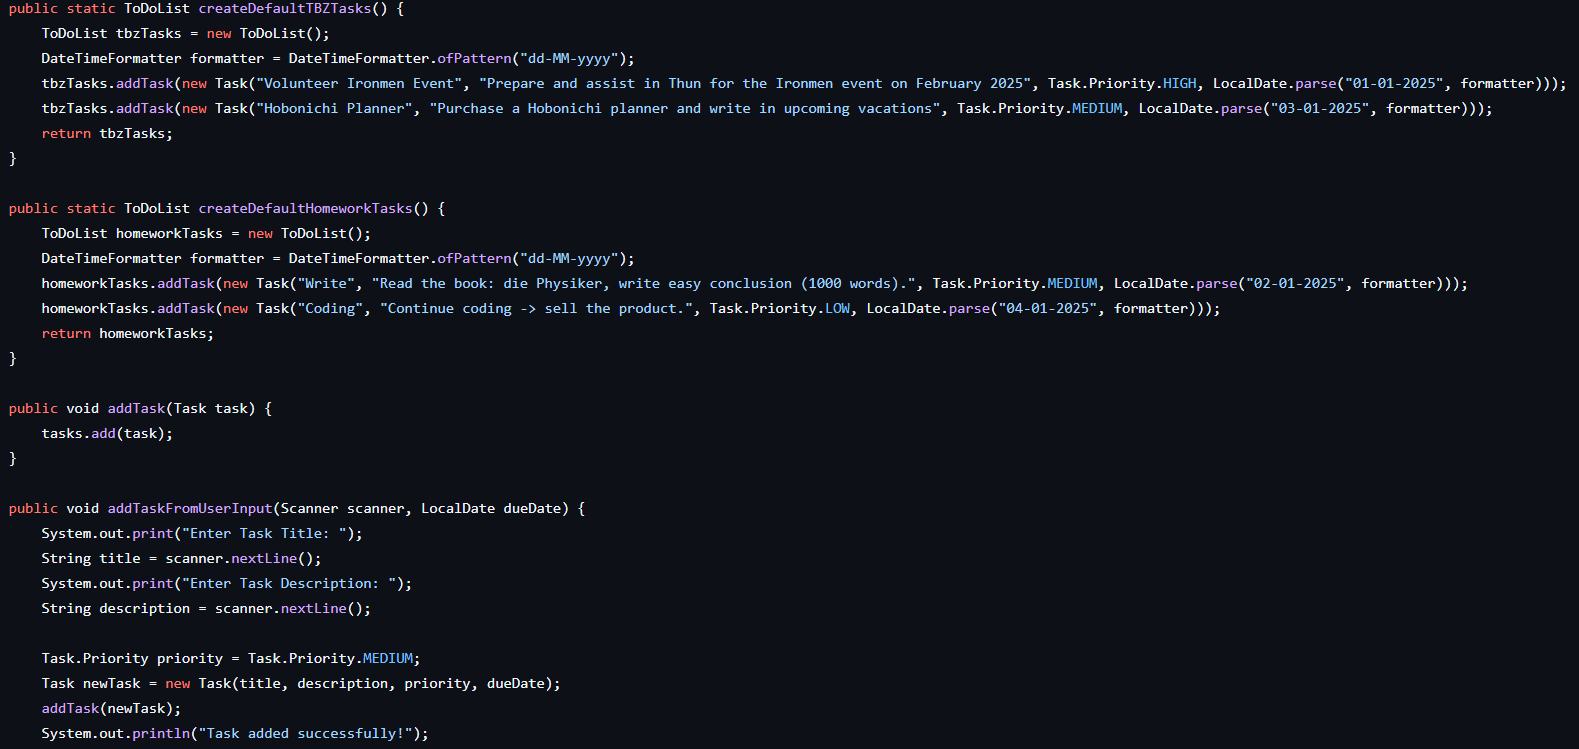 public static ToDoList createDefaultTBZTasks() {
    ToDoList tbzTasks = new ToDoList();
    DateTimeFormatter formatter = DateTimeFormatter.ofPattern("dd-MM-yyyy");
    tbzTasks.addTask(new Task("Volunteer Ironmen Event", "Prepare and assist in Thun for the Ironmen event on February 2025", Task.Priority.HIGH, LocalDate.parse("01-01-2025", formatter)));
    tbzTasks.addTask(new Task("Hobonichi Planner", "Purchase a Hobonichi planner and write in upcoming vacations", Task.Priority.MEDIUM, LocalDate.parse("03-01-2025", formatter)));
    return tbzTasks;
}

public static ToDoList createDefaultHomeworkTasks() {
    ToDoList homeworkTasks = new ToDoList();
    DateTimeFormatter formatter = DateTimeFormatter.ofPattern("dd-MM-yyyy");
    homeworkTasks.addTask(new Task("Write", "Read the book: die Physiker, write easy conclusion (1000 words).", Task.Priority.MEDIUM, LocalDate.parse("02-01-2025", formatter)));
    homeworkTasks.addTask(new Task("Coding", "Continue coding -> sell the product.", Task.Priority.LOW, LocalDate.parse("04-01-2025", formatter)));
    return homeworkTasks;
}

public void addTask(Task task) {
    tasks.add(task);
}

public void addTaskFromUserInput(Scanner scanner, LocalDate dueDate) {
    System.out.print("Enter Task Title: ");
    String title = scanner.nextLine();
    System.out.print("Enter Task Description: ");
    String description = scanner.nextLine();

    Task.Priority priority = Task.Priority.MEDIUM;
    Task newTask = new Task(title, description, priority, dueDate);
    addTask(newTask);
    System.out.println("Task added successfully!");